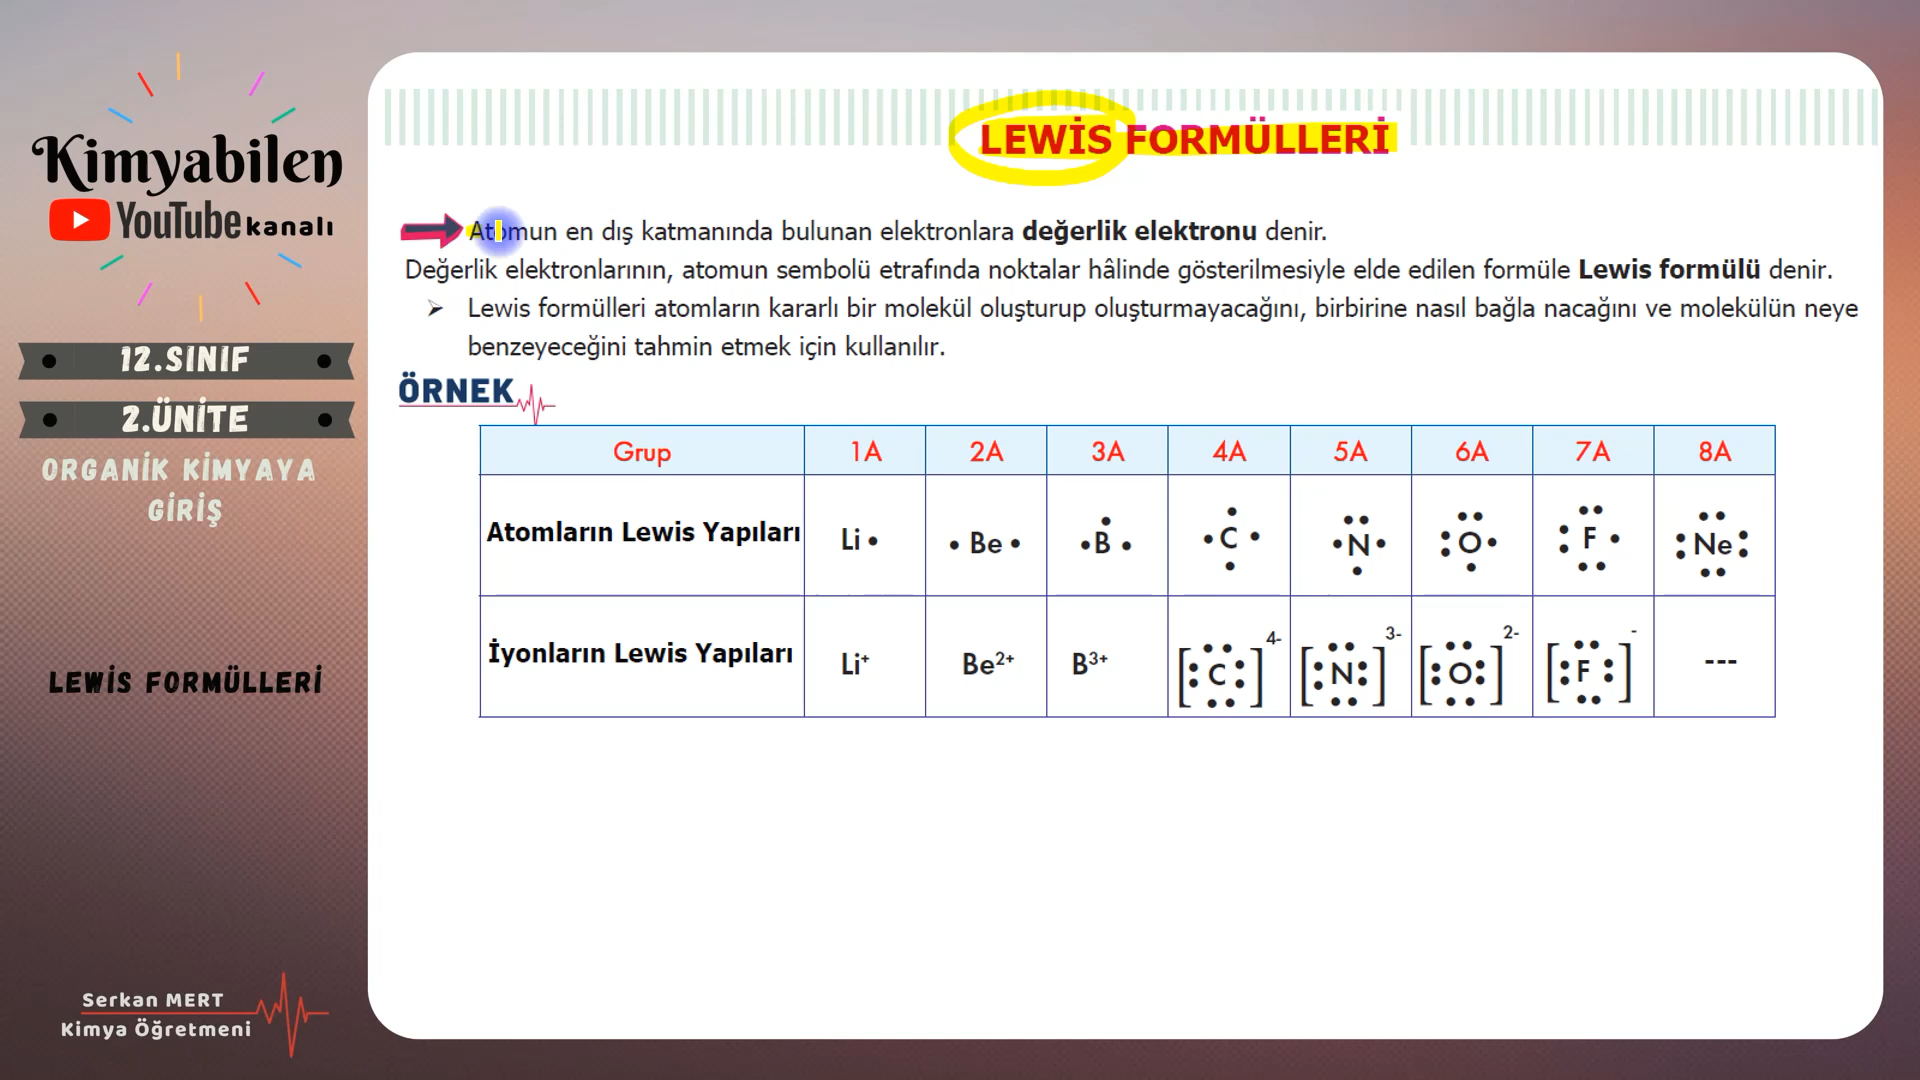 Kimyabilen
YouTube kanalı
12.SINIF
2.ÜNİTE
ORGANİK KİMYAYA
GİRİŞ
LEWİS FORMÜLLERİ
Serkan MERT
Kimya Öğretmeni
LEWİS FORMÜLLERİ
Atomun en dış katmanında bulunan elektronlara değerlik elektronu denir.
Değerlik elektronlarının, atomun sembolü etrafında noktalar hâlinde gösterilmesiyle elde edilen formüle Lewis formülü denir.
➢ Lewis formülleri atomların kararlı bir molekül oluşturup oluşturmayacağını, birbirine nasıl bağla nacağını ve molekülün neye
benzeyeceğini tahmin etmek için kullanılır.
ÖRNEK
Grup 1A 2A 3A 4A 5A 6A 7A 8A
Atomların Lewis Yapıları Li Be B C N O F Ne
İyonların Lewis Yapıları Li⁺ Be²⁺ B³⁺ [C]⁴⁻ [N]³⁻ [O]²⁻ [F]⁻ ---